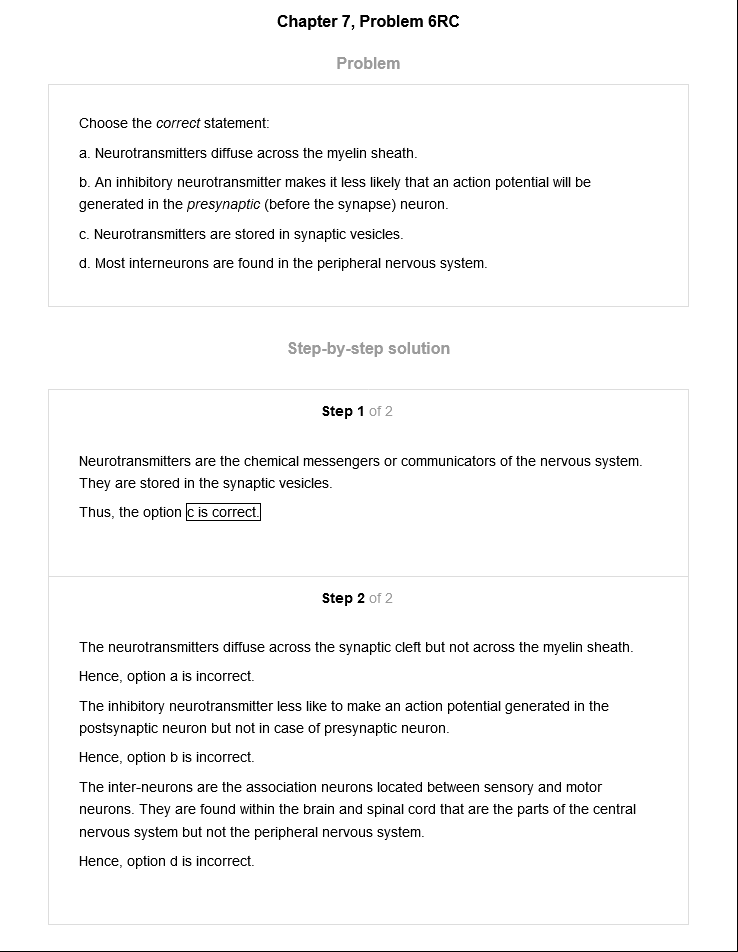 Chapter 7, Problem 6RC
Problem
Choose the correct statement:
a. Neurotransmitters diffuse across the myelin sheath.
b. An inhibitory neurotransmitter makes it less likely that an action potential will be
generated in the presynaptic (before the synapse) neuron.
c. Neurotransmitters are stored in synaptic vesicles.
d. Most interneurons are found in the peripheral nervous system.
Step-by-step solution
Step 1 of 2
Neurotransmitters are the chemical messengers or communicators of the nervous system.
They are stored in the synaptic vesicles.
Thus, the option c is correct.
Step 2 of 2
The neurotransmitters diffuse across the synaptic cleft but not across the myelin sheath.
Hence, option a is incorrect.
The inhibitory neurotransmitter less like to make an action potential generated in the
postsynaptic neuron but not in case of presynaptic neuron.
Hence, option b is incorrect.
The inter-neurons are the association neurons located between sensory and motor
neurons. They are found within the brain and spinal cord that are the parts of the central
nervous system but not the peripheral nervous system.
Hence, option d is incorrect.